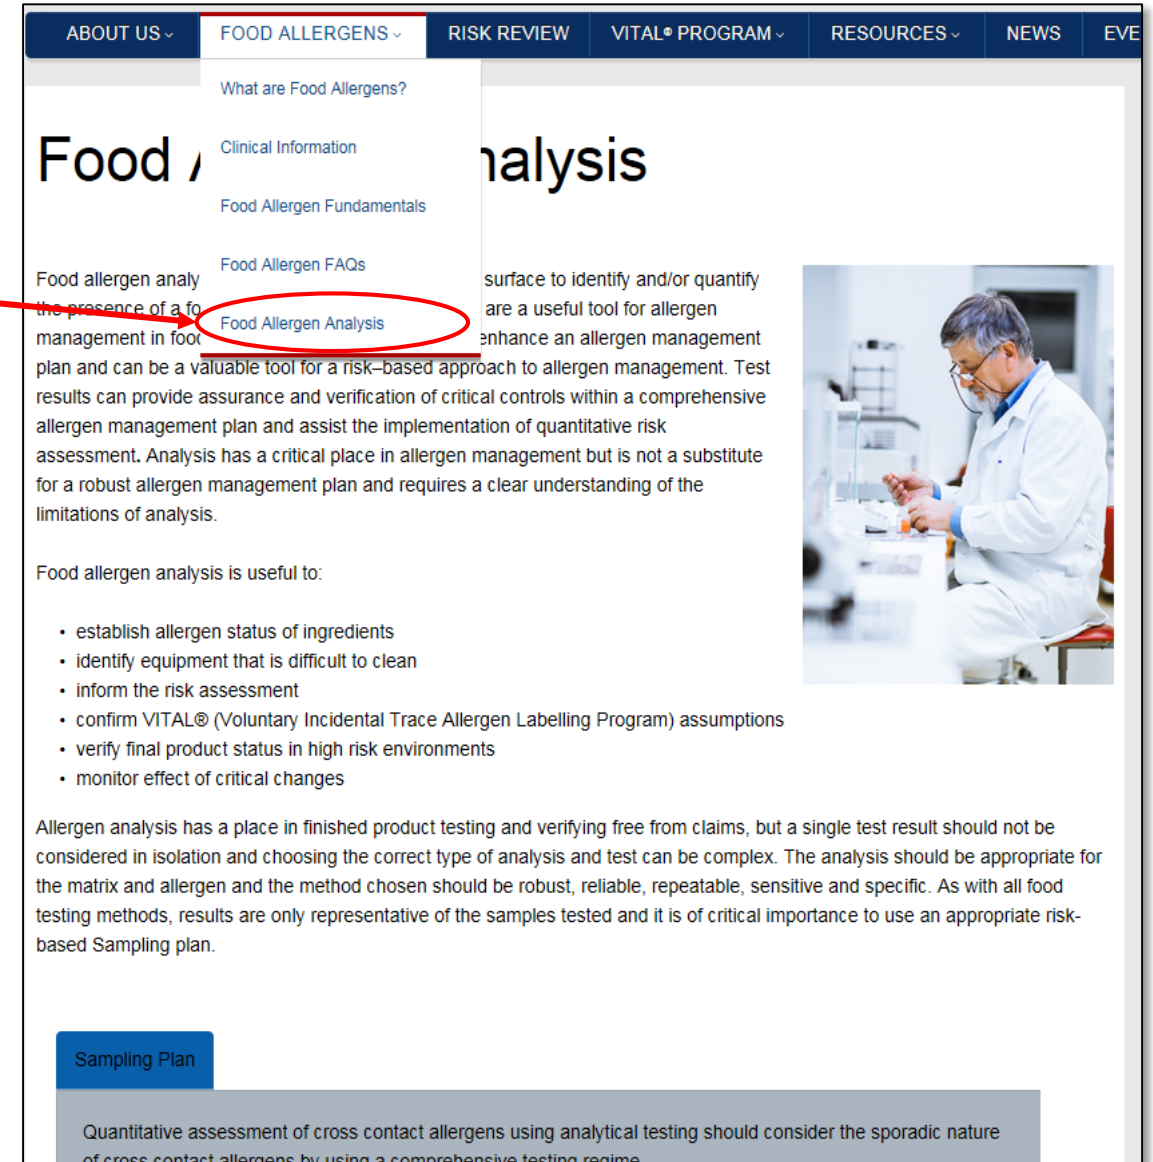 ABOUT US FOOD ALLERGENS RISK REVIEW VITAL® PROGRAM RESOURCES NEWS EVE
What are Food Allergens?
Clinical Information
Food Allergen Fundamentals
Food Allergen FAQs
Food Allergen Analysis
Food A nalysis
Food allergen analy surface to identify and/or quantify
the presence of a fo are a useful tool for allergen
management in food enhance an allergen management
plan and can be a valuable tool for a risk–based approach to allergen management. Test
results can provide assurance and verification of critical controls within a comprehensive
allergen management plan and assist the implementation of quantitative risk
assessment. Analysis has a critical place in allergen management but is not a substitute
for a robust allergen management plan and requires a clear understanding of the
limitations of analysis.
Food allergen analysis is useful to:
• establish allergen status of ingredients
• identify equipment that is difficult to clean
• inform the risk assessment
• confirm VITAL® (Voluntary Incidental Trace Allergen Labelling Program) assumptions
• verify final product status in high risk environments
• monitor effect of critical changes
Allergen analysis has a place in finished product testing and verifying free from claims, but a single test result should not be
considered in isolation and choosing the correct type of analysis and test can be complex. The analysis should be appropriate for
the matrix and allergen and the method chosen should be robust, reliable, repeatable, sensitive and specific. As with all food
testing methods, results are only representative of the samples tested and it is of critical importance to use an appropriate risk-
based Sampling plan.
Sampling Plan
Quantitative assessment of cross contact allergens using analytical testing should consider the sporadic nature
of cross contact allergens by using a comprehensive testing regime